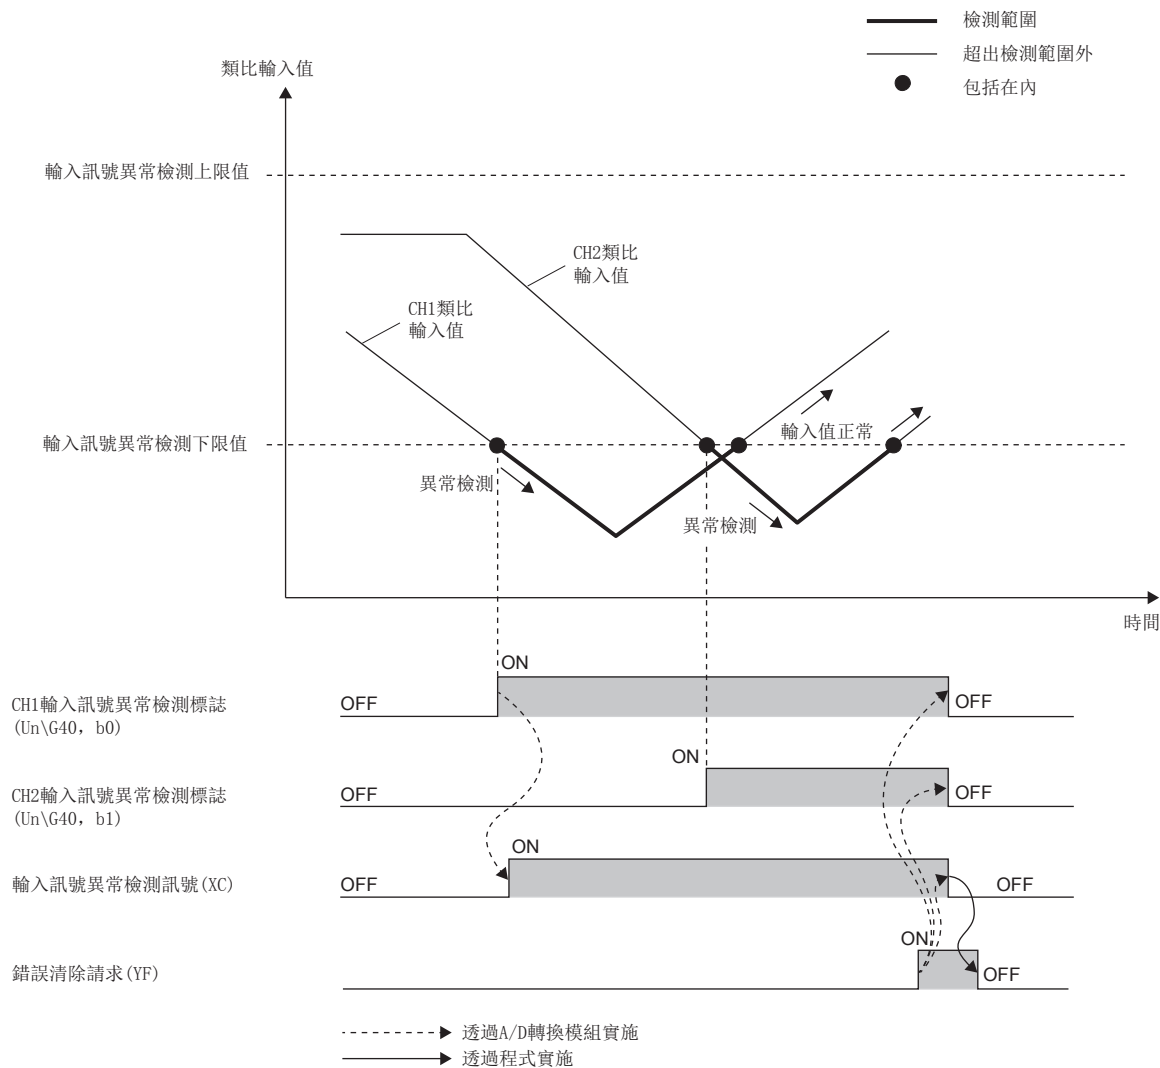 檢測範圍
超出檢測範圍外
包括在內
類比輸入值
輸入訊號異常檢測上限值
CH2類比
輸入值
CH1類比
輸入值
輸入訊號異常檢測下限值
輸入值正常
異常檢測
異常檢測
時間
ON
CH1輸入訊號異常檢測標誌
(Un\G40, b0)
OFF
OFF
ON
CH2輸入訊號異常檢測標誌
(Un\G40, b1)
OFF
OFF
ON
輸入訊號異常檢測訊號(XC)
OFF
OFF
ON
錯誤清除請求(YF)
OFF
透過A/D轉換模組實施
透過程式實施